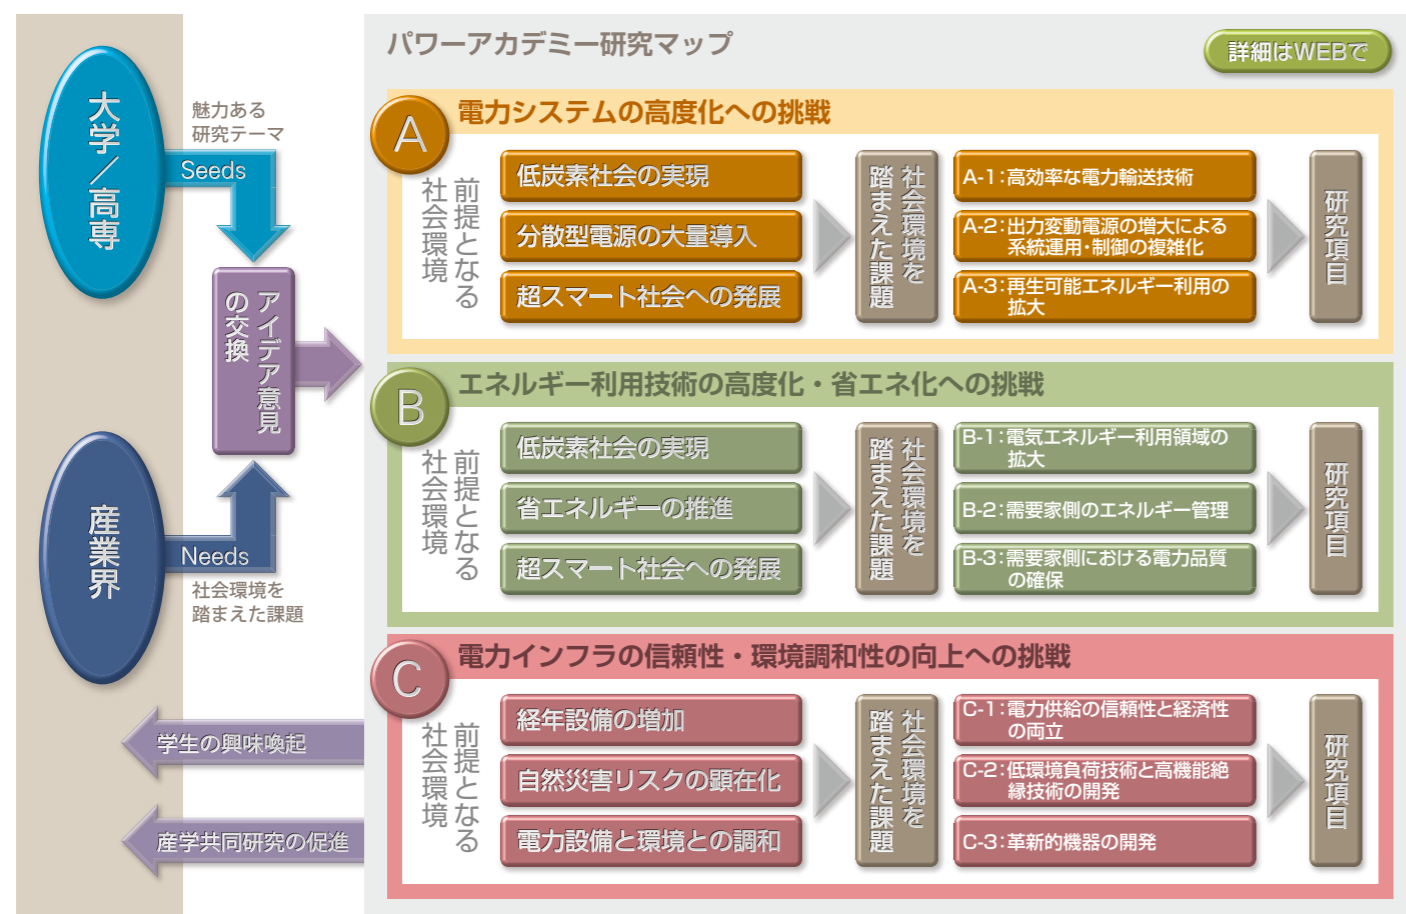 パワーアカデミー研究マップ
詳細はWEBで
大学／高専
魅力ある
研究テーマ
Seeds
アイデア意見
の交換
産業界
Needs
社会環境を
踏まえた課題
学生の興味喚起
産学共同研究の促進
A
電力システムの高度化への挑戦
前提となる
社会環境
低炭素社会の実現
分散型電源の大量導入
超スマート社会への発展
社会環境を
踏まえた課題
A-1：高効率な電力輸送技術
A-2：出力変動電源の増大による
系統運用・制御の複雑化
A-3：再生可能エネルギー利用の
拡大
研究項目
B
エネルギー利用技術の高度化・省エネ化への挑戦
前提となる
社会環境
低炭素社会の実現
省エネルギーの推進
超スマート社会への発展
社会環境を
踏まえた課題
B-1：電気エネルギー利用領域の
拡大
B-2：需要家側のエネルギー管理
B-3：需要家側における電力品質
の確保
研究項目
C
電力インフラの信頼性・環境調和性の向上への挑戦
前提となる
社会環境
経年設備の増加
自然災害リスクの顕在化
電力設備と環境との調和
社会環境を
踏まえた課題
C-1：電力供給の信頼性と経済性
の両立
C-2：低環境負荷技術と高機能絶
縁技術の開発
C-3：革新的機器の開発
研究項目